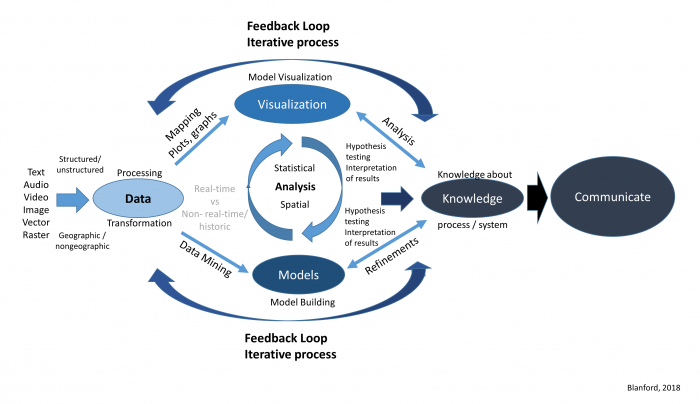 Feedback Loop
Iterative process
Model Visualization
Visualization
Mapping
Plots, graphs
Analysis
Structured/
unstructured
Text
Audio
Video
Image
Vector
Raster
Geographic /
nongeographic
Processing
Data
Transformation
Real-time
vs
Non- real-time/
historic
Statistical
Analysis
Spatial
Hypothesis
testing
Interpretation
of results
Hypothesis
testing
Interpretation
of results
Knowledge about
Knowledge
process / system
Communicate
Data Mining
Refinements
Models
Model Building
Feedback Loop
Iterative process
Blanford, 2018